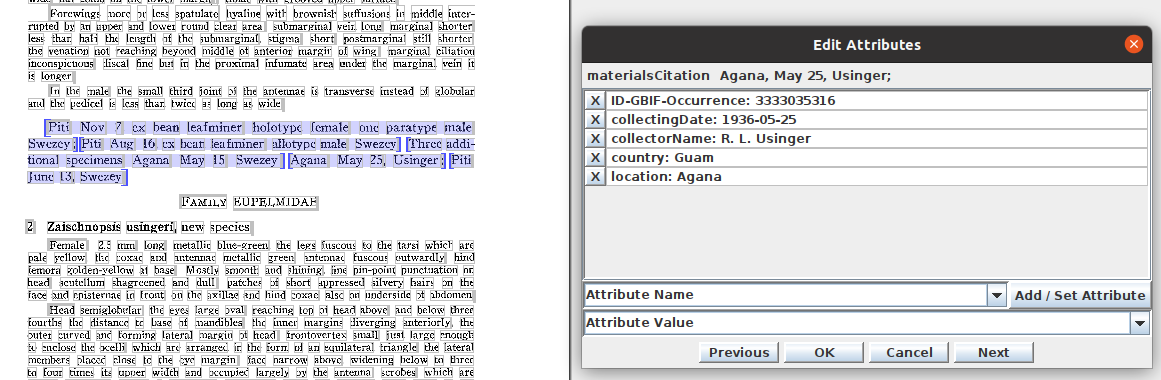 Forewings more or less spatulate hyaline with brownish suffusions in middle inter-
rupted by an upper and lower round clear area submarginal vein long marginal shorter
less than half the length of the submarginal, stigma short postmarginal still shorter
the venation not reaching beyond middle of anterior margin of wing marginal ciliation
inconspicuous discal fine but in the proximal infumate area under the marginal vein it
is longer
In the male the small third joint of the antennae is transverse instead of globular
and the pedicel is less than twice as long as wide
Piti Nov 7 ex bean leafminer holotype female one paratype male
Swezey; Piti Aug 16 ex bean leafminer allotype male Swezey Three addi-
tional specimens Agana May 15 Swezey Agana May 25, Usinger; Piti
June 13, Swezey
FAMILY EUPELMIDAE
2 Zaischnopsis usingeri, new species
Female 2.5 mm long metallic blue-green the legs fuscous to the tarsi which are
pale yellow the coxae and antennae metallic green antennae fuscous outwardly hind
femora golden-yellow at base Mostly smooth and shining, fine pin-point punctuation on
head scutellum shagreened and dull patches of short appressed silvery hairs on the
face and episternae in front on the axillae and hind coxae also on underside of abdomen
Head semiglobular the eyes large oval reaching top of head above and below three
fourths the distance to base of mandibles the inner margins diverging anteriorly, the
outer curved and forming lateral margin of head frontovertex small just large enough
to enclose the ocelli which are arranged in the form of an equilateral triangle the lateral
members placed close to the eye margin face narrow above widening below to three
to four times its upper width and occupied largely by the antenna scrobes which are
Edit Attributes
materialsCitation Agana, May 25, Usinger;
X ID-GBIF-Occurrence: 3333035316
X collectingDate: 1936-05-25
X collectorName: R. L. Usinger
X country: Guam
X location: Agana
Attribute Name Add / Set Attribute
Attribute Value
Previous OK Cancel Next